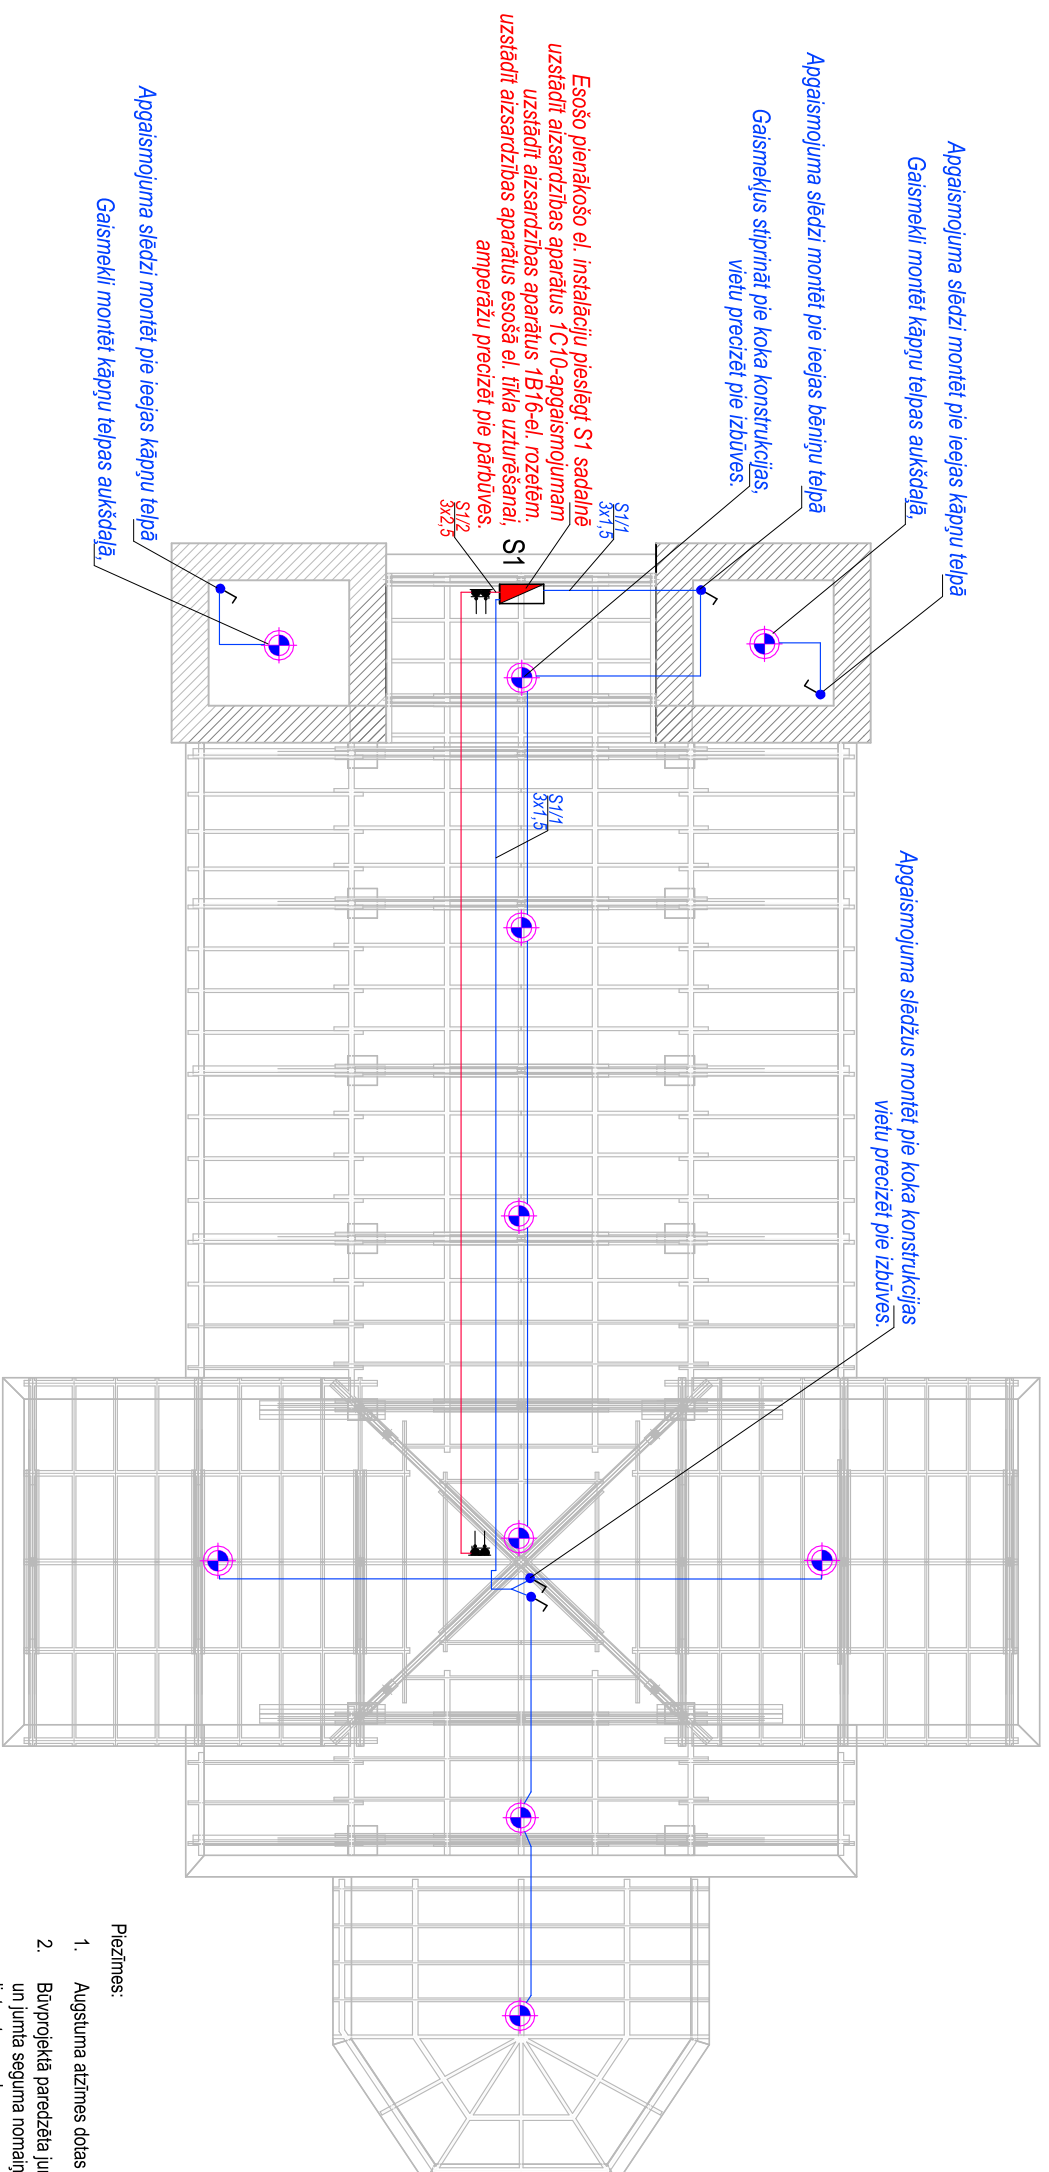 Apgaismojuma slēdzi montēt pie ieejas kāpņu telpā
Gaismekli montēt kāpņu telpas aukšdaļā,
Apgaismojuma slēdzi montēt pie ieejas bēniņu telpā
Gaismekļus stiprināt pie koka konstrukcijas,
vietu precizēt pie izbūves.
Apgaismojuma slēdžus montēt pie koka konstrukcijas
vietu precizēt pie izbūves.
S1/1
3x1,5
S1/1
3x1,5
Esošo pienākošo el. instalāciju pieslēgt S1 sadalnē
uzstādīt aizsardzības aparātus 1C10-apgaismojumam
uzstādīt aizsardzības aparātus 1B16-el. rozetēm.
uzstādīt aizsardzības aparātus esošā el. tīkla uzturēšanai,
amperāžu precizēt pie pārbūves.
S1
S1/2
3x2,5
Apgaismojuma slēdzi montēt pie ieejas kāpņu telpā
Gaismekli montēt kāpņu telpas aukšdaļā,
Piezīmes:
1. Augstuma atzīmes dotas
2. Būvprojektā paredzēta ju
un jumta seguma nomaiņ